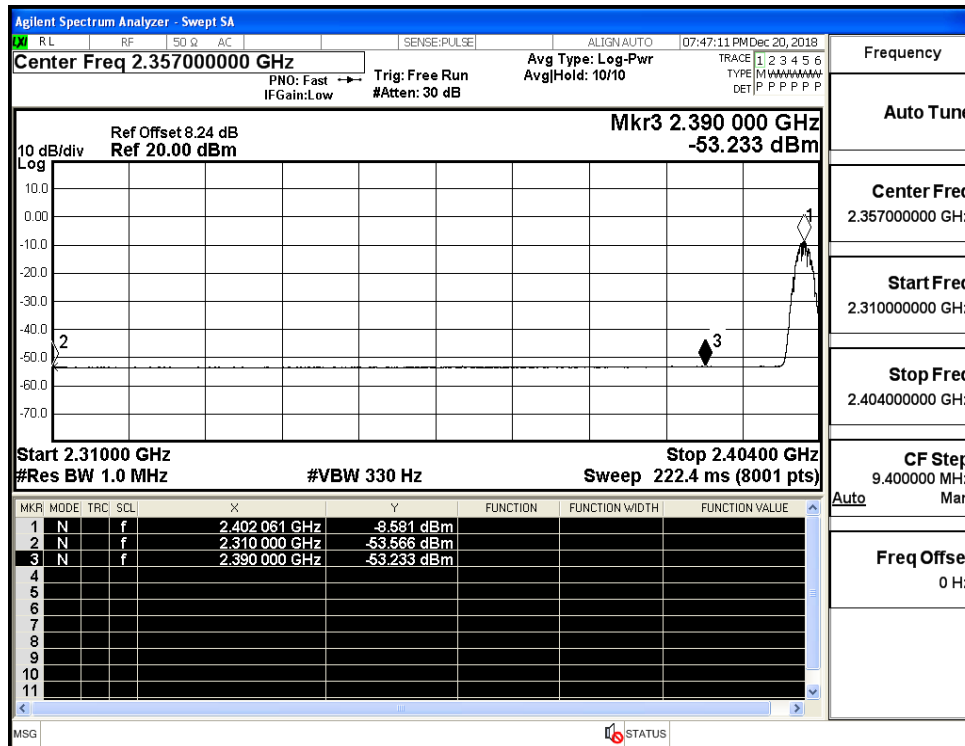 Agilent Spectrum Analyzer - Swept SA
LXI RL RF 50 Ω AC SENSE:PULSE ALIGN AUTO 07:47:11 PM Dec 20, 2018
Center Freq 2.357000000 GHz
PNO: Fast
IFGain:Low
Trig: Free Run
#Atten: 30 dB
Avg Type: Log-Pwr
Avg|Hold: 10/10
TRACE 1 2 3 4 5 6
TYPE M W W W W W
DET P P P P P P
Frequency
Auto Tune
Center Freq
2.357000000 GHz
Start Freq
2.310000000 GHz
Stop Freq
2.404000000 GHz
CF Step
9.400000 MHz
Auto Man
Freq Offset
0 Hz
Mkr3 2.390 000 GHz
-53.233 dBm
Ref Offset 8.24 dB
10 dB/div Ref 20.00 dBm
Log
10.0
0.00
-10.0
-20.0
-30.0
-40.0
-50.0
-60.0
-70.0
1
2
3
Start 2.31000 GHz Stop 2.40400 GHz
#Res BW 1.0 MHz #VBW 330 Hz Sweep 222.4 ms (8001 pts)
MKR MODE TRC SCL X Y FUNCTION FUNCTION WIDTH FUNCTION VALUE
1 N f 2.402 061 GHz -8.581 dBm
2 N f 2.310 000 GHz -53.566 dBm
3 N f 2.390 000 GHz -53.233 dBm
4
5
6
7
8
9
10
11
MSG STATUS